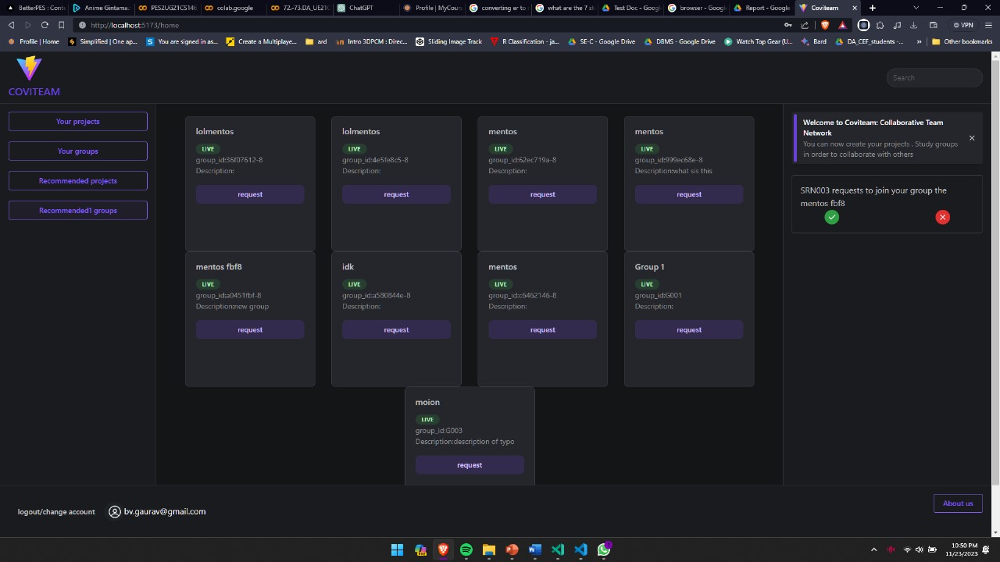 BetterPES: Cont
Anime Gintama
PES2UG21CS146
colab.google
7Z-73.DA_UE21C
ChatGPT
Profile | MyCour
converting er to
what are the 7 st
Test Doc - Googl
browser - Google
Report - Google
Coviteam
http://localhost:5173/home
VPN
Profile | Home
Simplified | One ap...
You are signed in as...
Create a Multiplaye...
ard
Intro 3DPCM : Direc...
Sliding Image Track
R Classification - ja...
SE-C - Google Drive
DBMS - Google Drive
Watch Top Gear (U...
Bard
DA_CEF_students -...
»
Other bookmarks
COVITEAM
Search
Your projects
Your groups
Recommended projects
Recommended1 groups
lolmentos
LIVE
group_id:36f07612-8
Description:
request
lolmentos
LIVE
group_id:4e5fe8c5-8
Description:
request
mentos
LIVE
group_id:62ec719a-8
Description:
request
mentos
LIVE
group_id:999ec68e-8
Description:what sis this
request
mentos fbf8
LIVE
group_id:a0451fbf-8
Description:new group
request
idk
LIVE
group_id:a580844e-8
Description:
request
mentos
LIVE
group_id:c6462146-8
Description:
request
Group 1
LIVE
group_id:G001
Description:
request
moion
LIVE
group_id:G003
Description:description of typo
request
Welcome to Coviteam: Collaborative Team
Network
You can now create your projects . Study groups
in order to collaborate with others
SRN003 requests to join your group the
mentos fbf8
logout/change account
bv.gaurav@gmail.com
About us
10:50 PM
11/23/2023